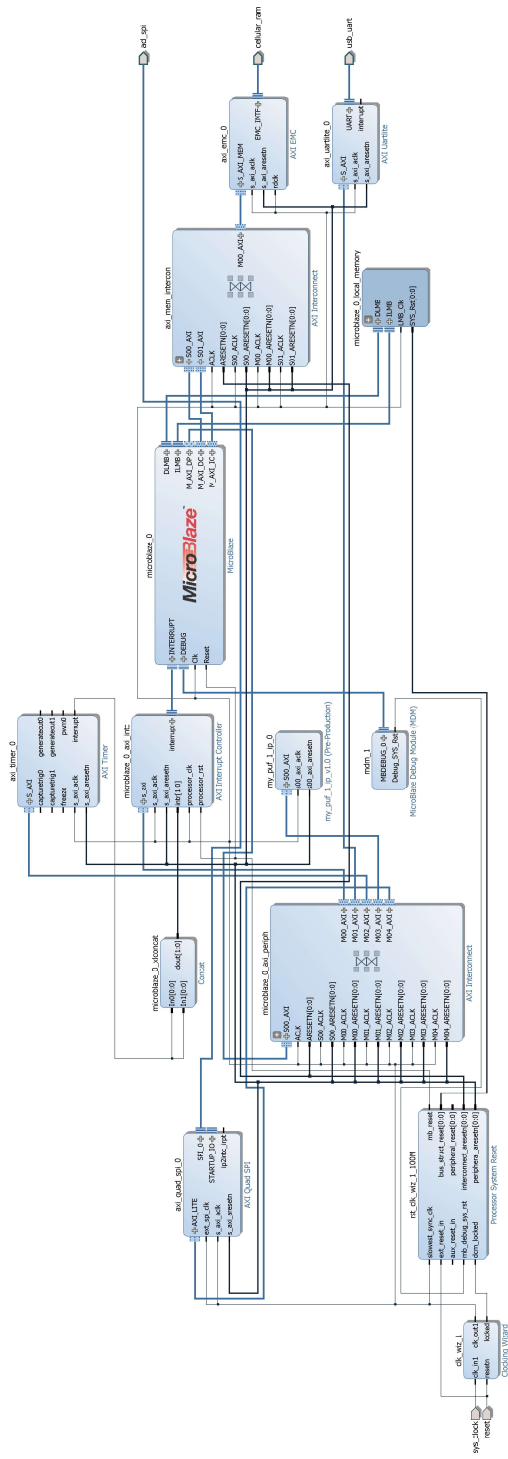 sys_clock
reset
clk_wiz_1
clk_in1
resetn
clk_out1
locked
Clocking Wizard
rst_clk_wiz_1_100M
slowest_sync_clk
ext_reset_in
aux_reset_in
mb_debug_sys_rst
dcm_locked
mb_reset
bus_struct_reset[0:0]
peripheral_reset[0:0]
interconnect_aresetn[0:0]
peripheral_aresetn[0:0]
Processor System Reset
axi_quad_spi_0
AXI_LITE
ext_spi_clk
s_axi_aclk
s_axi_aresetn
SPI_0
STARTUP_IO
ip2intc_irpt
AXI Quad SPI
microblaze_0_xlconcat
In0[0:0]
In1[0:0]
dout[1:0]
Concat
microblaze_0_axi_periph
S00_AXI
ACLK
ARESETN[0:0]
S00_ACLK
S00_ARESETN[0:0]
M00_ACLK
M00_ARESETN[0:0]
M01_ACLK
M01_ARESETN[0:0]
M02_ACLK
M02_ARESETN[0:0]
M03_ACLK
M03_ARESETN[0:0]
M04_ACLK
M04_ARESETN[0:0]
M00_AXI
M01_AXI
M02_AXI
M03_AXI
M04_AXI
AXI Interconnect
axi_timer_0
S_AXI
capturetrig0
capturetrig1
freeze
s_axi_aclk
s_axi_aresetn
generateout0
generateout1
pwm0
interrupt
AXI Timer
microblaze_0_axi_intc
s_axi
s_axi_aclk
s_axi_aresetn
intr[1:0]
processor_clk
processor_rst
interrupt
AXI Interrupt Controller
my_puf_1_ip_0
S00_AXI
s00_axi_aclk
s00_axi_aresetn
my_puf_1_ip_v1.0 (Pre-Production)
mdm_1
MBDEBUG_0
Debug_SYS_Rst
MicroBlaze Debug Module (MDM)
microblaze_0
INTERRUPT
DEBUG
Clk
Reset
MicroBlaze
DLMB
ILMB
M_AXI_DP
M_AXI_DC
M_AXI_IC
MicroBlaze
axi_mem_intercon
S00_AXI
S01_AXI
ACLK
ARESETN[0:0]
S00_ACLK
S00_ARESETN[0:0]
M00_ACLK
M00_ARESETN[0:0]
S01_ACLK
S01_ARESETN[0:0]
M00_AXI
AXI Interconnect
microblaze_0_local_memory
DLMB
ILMB
LMB_Clk
SYS_Rst[0:0]
axi_emc_0
S_AXI_MEM
s_axi_aclk
s_axi_aresetn
rdclk
EMC_INTF
AXI EMC
axi_uartlite_0
S_AXI
s_axi_aclk
s_axi_aresetn
UART
interrupt
AXI Uartlite
ad_spi
cellular_ram
usb_uart